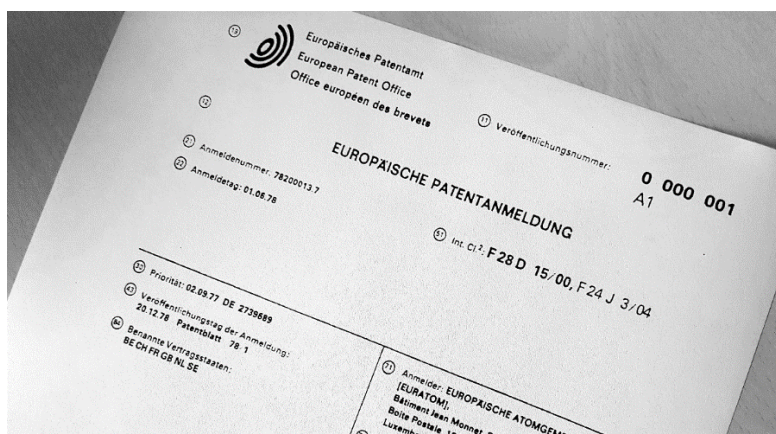 ⑲
Europäisches Patentamt
European Patent Office
Office européen des brevets
⑫
⑪ Veröffentlichungsnummer:
0 000 001
A1
EUROPÄISCHE PATENTANMELDUNG
㉑ Anmeldenummer: 78200013.7
㉒ Anmeldetag: 01.06.78
�51 Int. Cl.²: F 28 D 15/00, F 24 J 3/04
㉚ Priorität: 02.09.77 DE 2739689
㊸ Veröffentlichungstag der Anmeldung:
20.12.78 Patentblatt 78/1
84 Benannte Vertragsstaaten:
BE CH FR GB NL SE
71 Anmelder: EUROPÄISCHE
[EURATOM],
Bâtiment Jean Monnet
Boite Postale